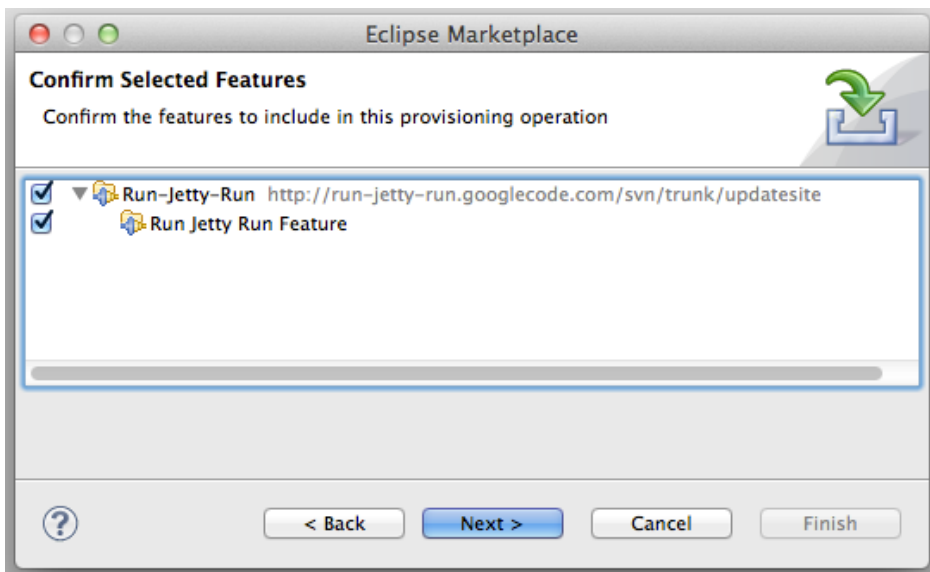 Eclipse Marketplace
Confirm Selected Features
Confirm the features to include in this provisioning operation
Run-Jetty-Run http://run-jetty-run.googlecode.com/svn/trunk/updatesite
Run Jetty Run Feature
? < Back Next > Cancel Finish